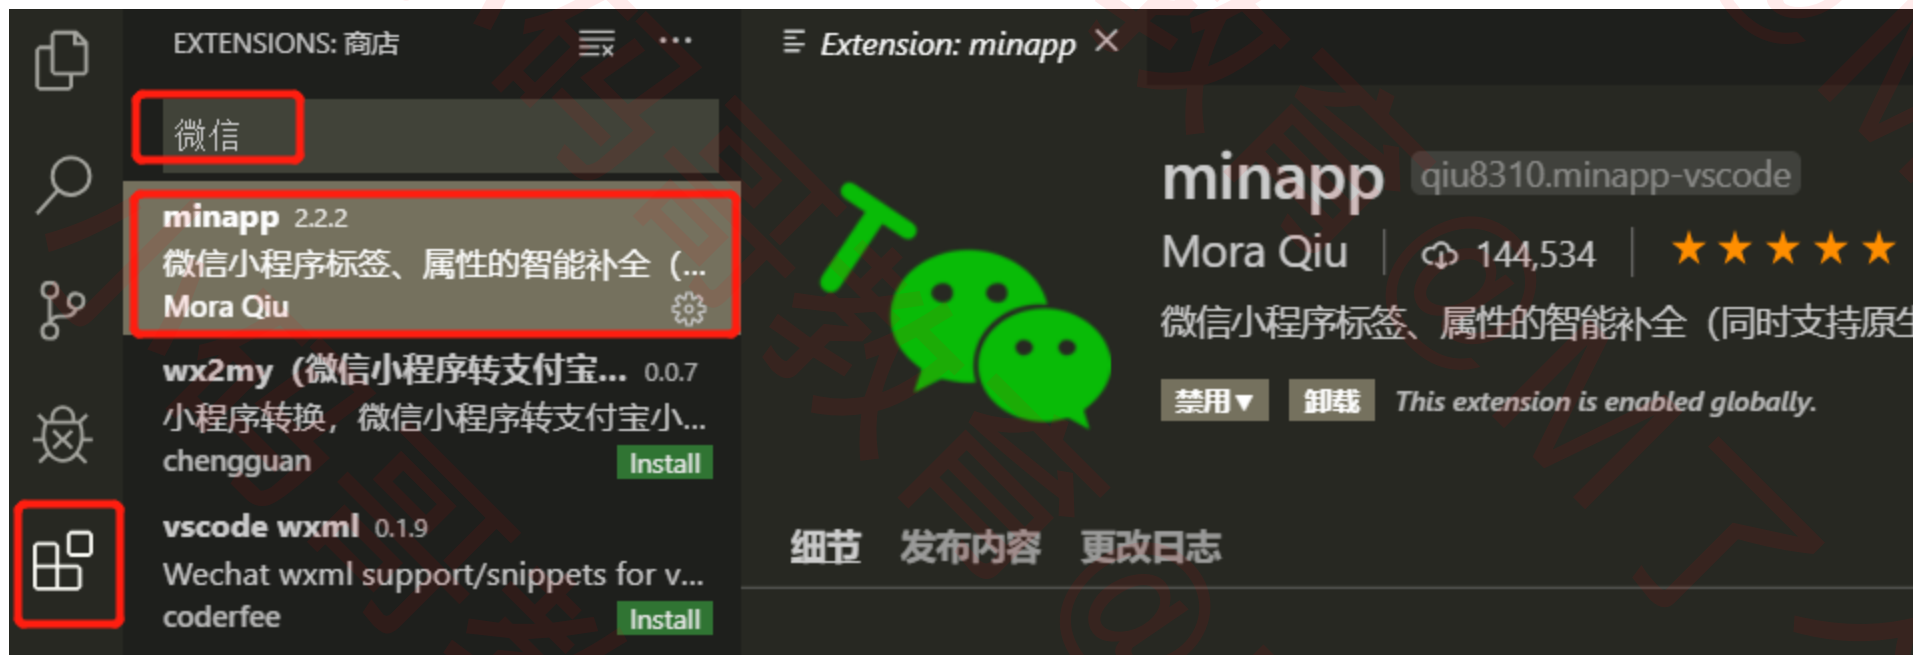 EXTENSIONS: 商店
微信
minapp 2.2.2
微信小程序标签、属性的智能补全（...
Mora Qiu
wx2my（微信小程序转支付宝... 0.0.7
小程序转换，微信小程序转支付宝小...
chengguan
Install
vscode wxml 0.1.9
Wechat wxml support/snippets for v...
coderfee
Install
Extension: minapp
minapp qiu8310.minapp-vscode
Mora Qiu 144,534
微信小程序标签、属性的智能补全（同时支持原生
禁用 卸载 This extension is enabled globally.
细节 发布内容 更改日志